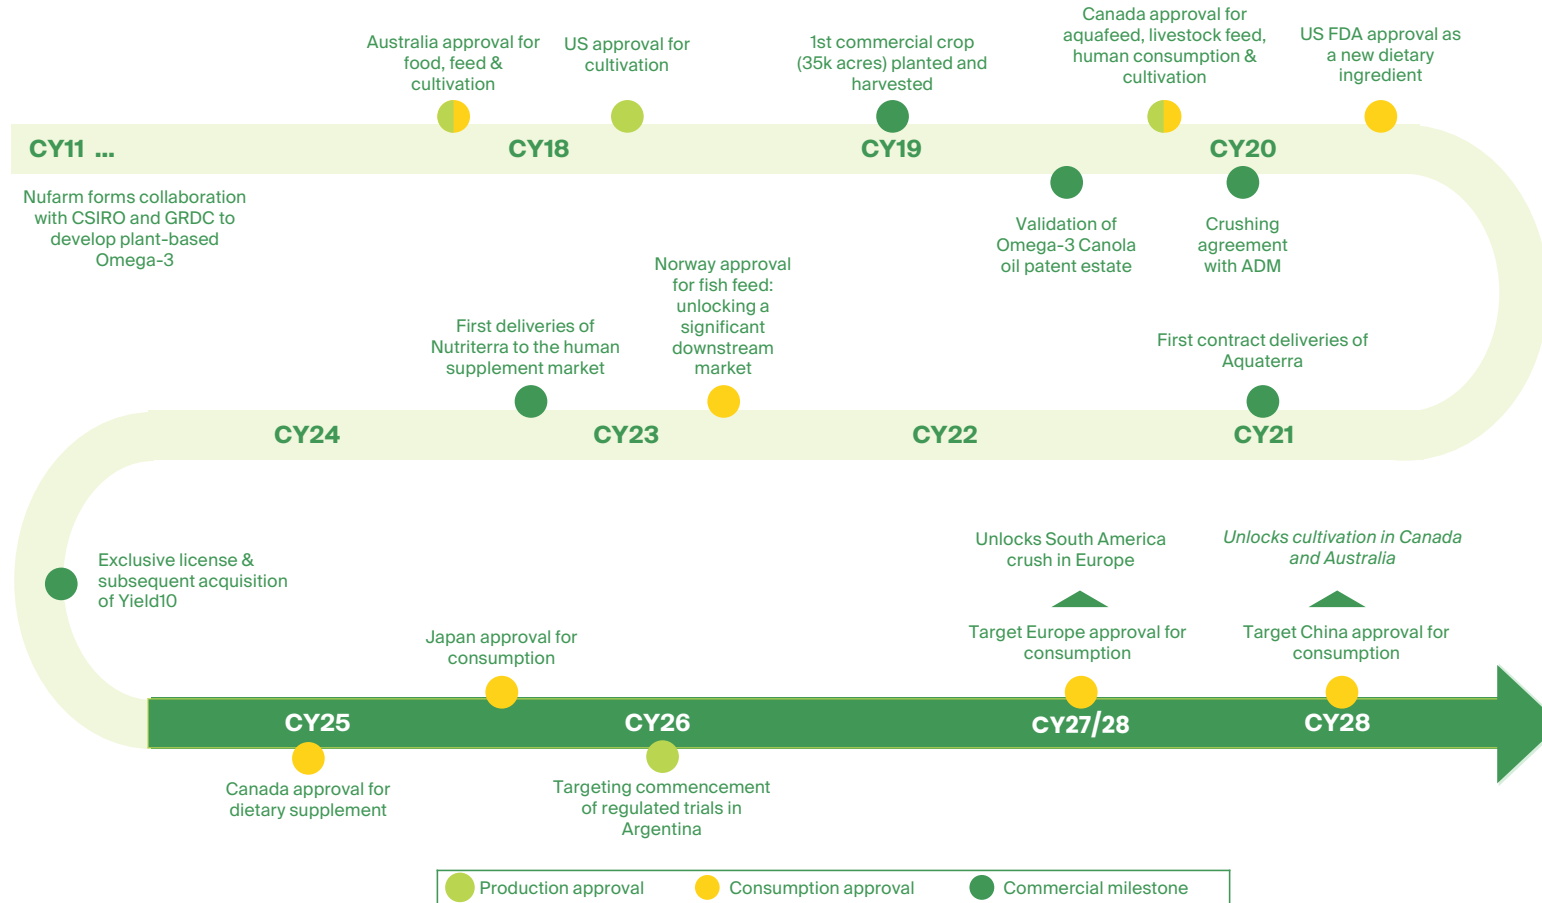 Australia approval for
food, feed &
cultivation
US approval for
cultivation
1st commercial crop
(35k acres) planted and
harvested
Canada approval for
aquafeed, livestock feed,
human consumption &
cultivation
US FDA approval as
a new dietary
ingredient
CY11 ...
CY18
CY19
CY20
Nufarm forms collaboration
with CSIRO and GRDC to
develop plant-based
Omega-3
Validation of
Omega-3 Canola
oil patent estate
Crushing
agreement
with ADM
First deliveries of
Nutriterra to the human
supplement market
Norway approval
for fish feed:
unlocking a
significant
downstream
market
First contract deliveries of
Aquaterra
CY24
CY23
CY22
CY21
Exclusive license &
subsequent acquisition
of Yield10
Unlocks South America
crush in Europe
Unlocks cultivation in Canada
and Australia
Japan approval for
consumption
Target Europe approval for
consumption
Target China approval for
consumption
CY25
CY26
CY27/28
CY28
Canada approval for
dietary supplement
Targeting commencement
of regulated trials in
Argentina
Production approval
Consumption approval
Commercial milestone